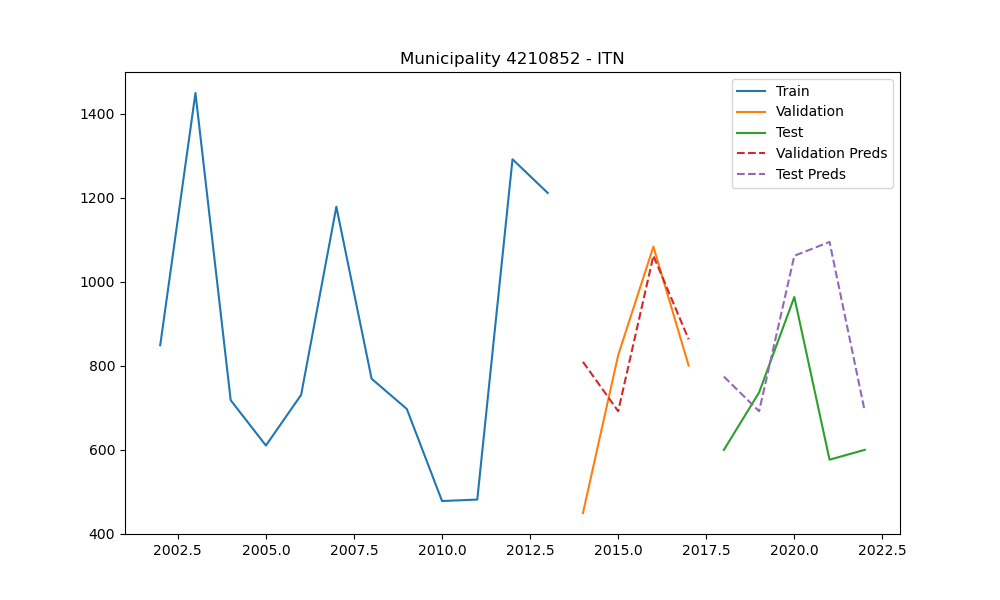 Municipality 4210852 - ITN
Train
Validation
Test
Validation Preds
Test Preds
1400
1200
1000
800
600
400
2002.5 2005.0 2007.5 2010.0 2012.5 2015.0 2017.5 2020.0 2022.5